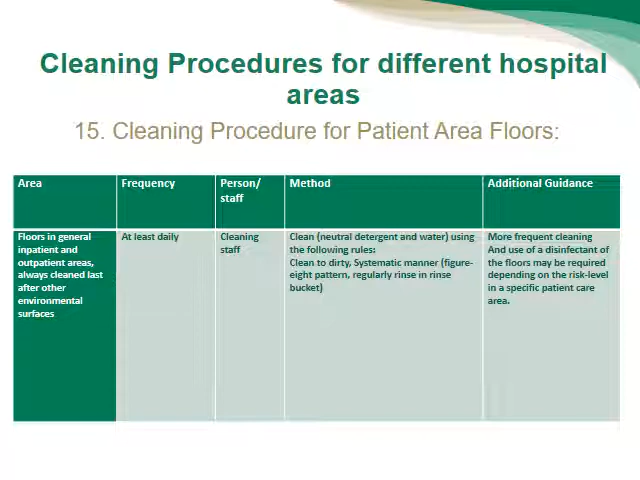 Cleaning Procedures for different hospital
areas
15. Cleaning Procedure for Patient Area Floors:
Area
Frequency
Person/
staff
Method
Additional Guidance
Floors in general
inpatient and
outpatient areas,
always cleaned last
after other
environmental
surfaces
At least daily
Cleaning
staff
Clean (neutral detergent and water) using
the following rules:
Clean to dirty, Systematic manner (figure-
eight pattern, regularly rinse in rinse
bucket)
More frequent cleaning
And use of a disinfectant of
the floors may be required
depending on the risk-level
in a specific patient care
area.